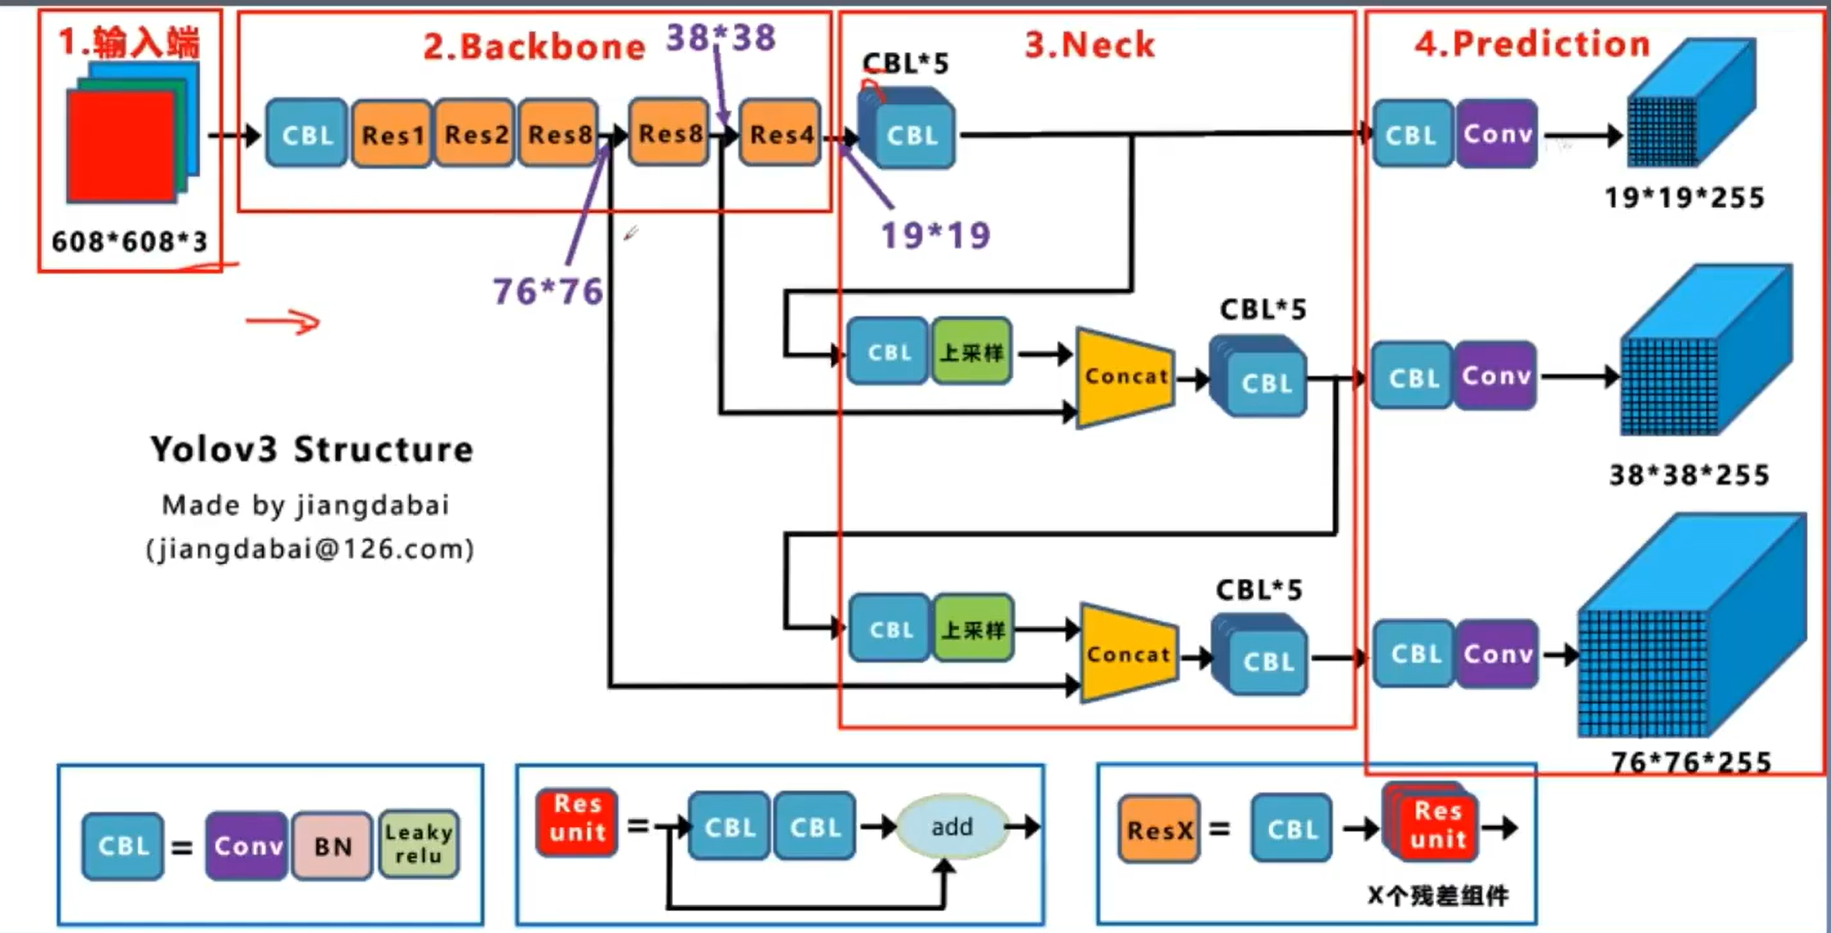 1.输入端
608*608*3
2.Backbone
38*38
CBL
Res1
Res2
Res8
Res8
Res4
76*76
3.Neck
CBL*5
CBL
19*19
CBL
上采样
Concat
CBL*5
CBL
CBL
上采样
Concat
CBL*5
CBL
4.Prediction
CBL
Conv
19*19*255
CBL
Conv
38*38*255
CBL
Conv
76*76*255
Yolov3 Structure
Made by jiangdabai
(jiangdabai@126.com)
CBL = Conv BN Leaky
relu
Res
unit
=
CBL
CBL
add
ResX
=
CBL
Res
unit
X个残差组件